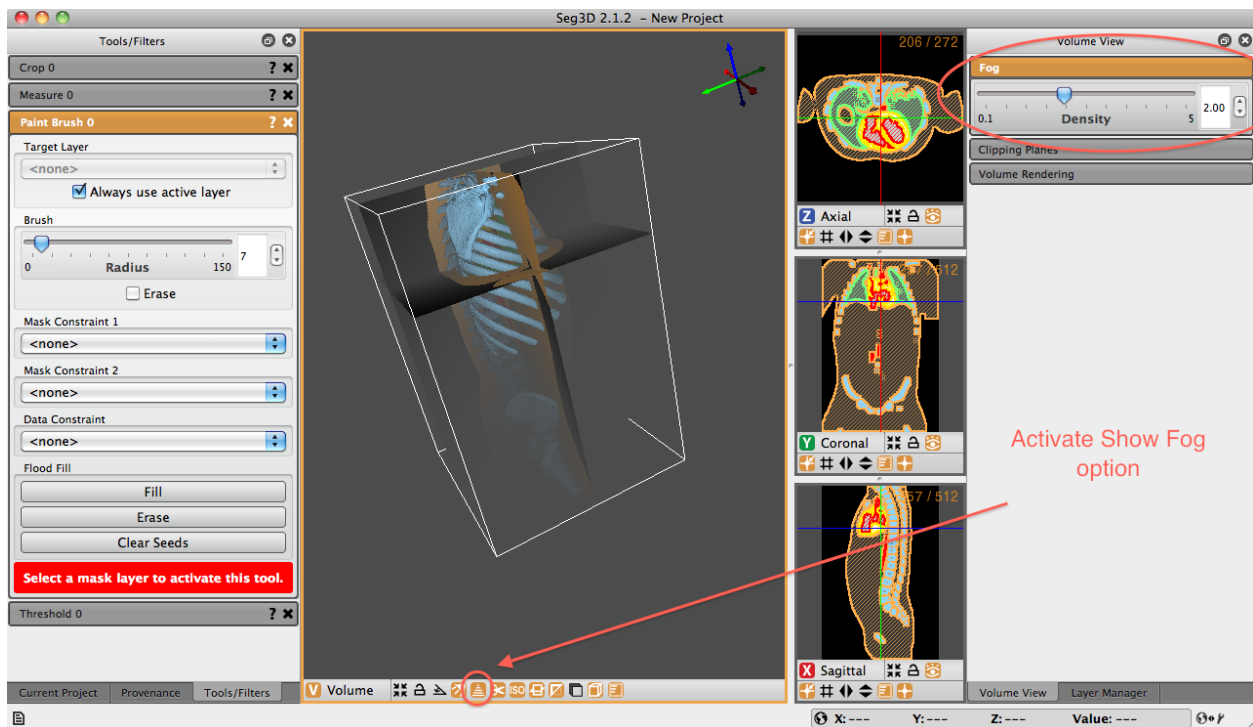 Seg3D 2.1.2 - New Project
Tools/Filters
Crop 0
?
Measure 0
?
Paint Brush 0
?
Target Layer
<none>
Always use active layer
Brush
0
Radius
150
7
Erase
Mask Constraint 1
<none>
Mask Constraint 2
<none>
Data Constraint
<none>
Flood Fill
Fill
Erase
Clear Seeds
Select a mask layer to activate this tool.
Threshold 0
?
Current Project
Provenance
Tools/Filters
V Volume
ISO
206 / 272
Z Axial
/ 512
Y Coronal
57 / 512
X Sagittal
Volume View
Fog
0.1
Density
5
2.00
Clipping Planes
Volume Rendering
Activate Show Fog
option
Volume View
Layer Manager
X: ---
Y: ---
Z: ---
Value: ---